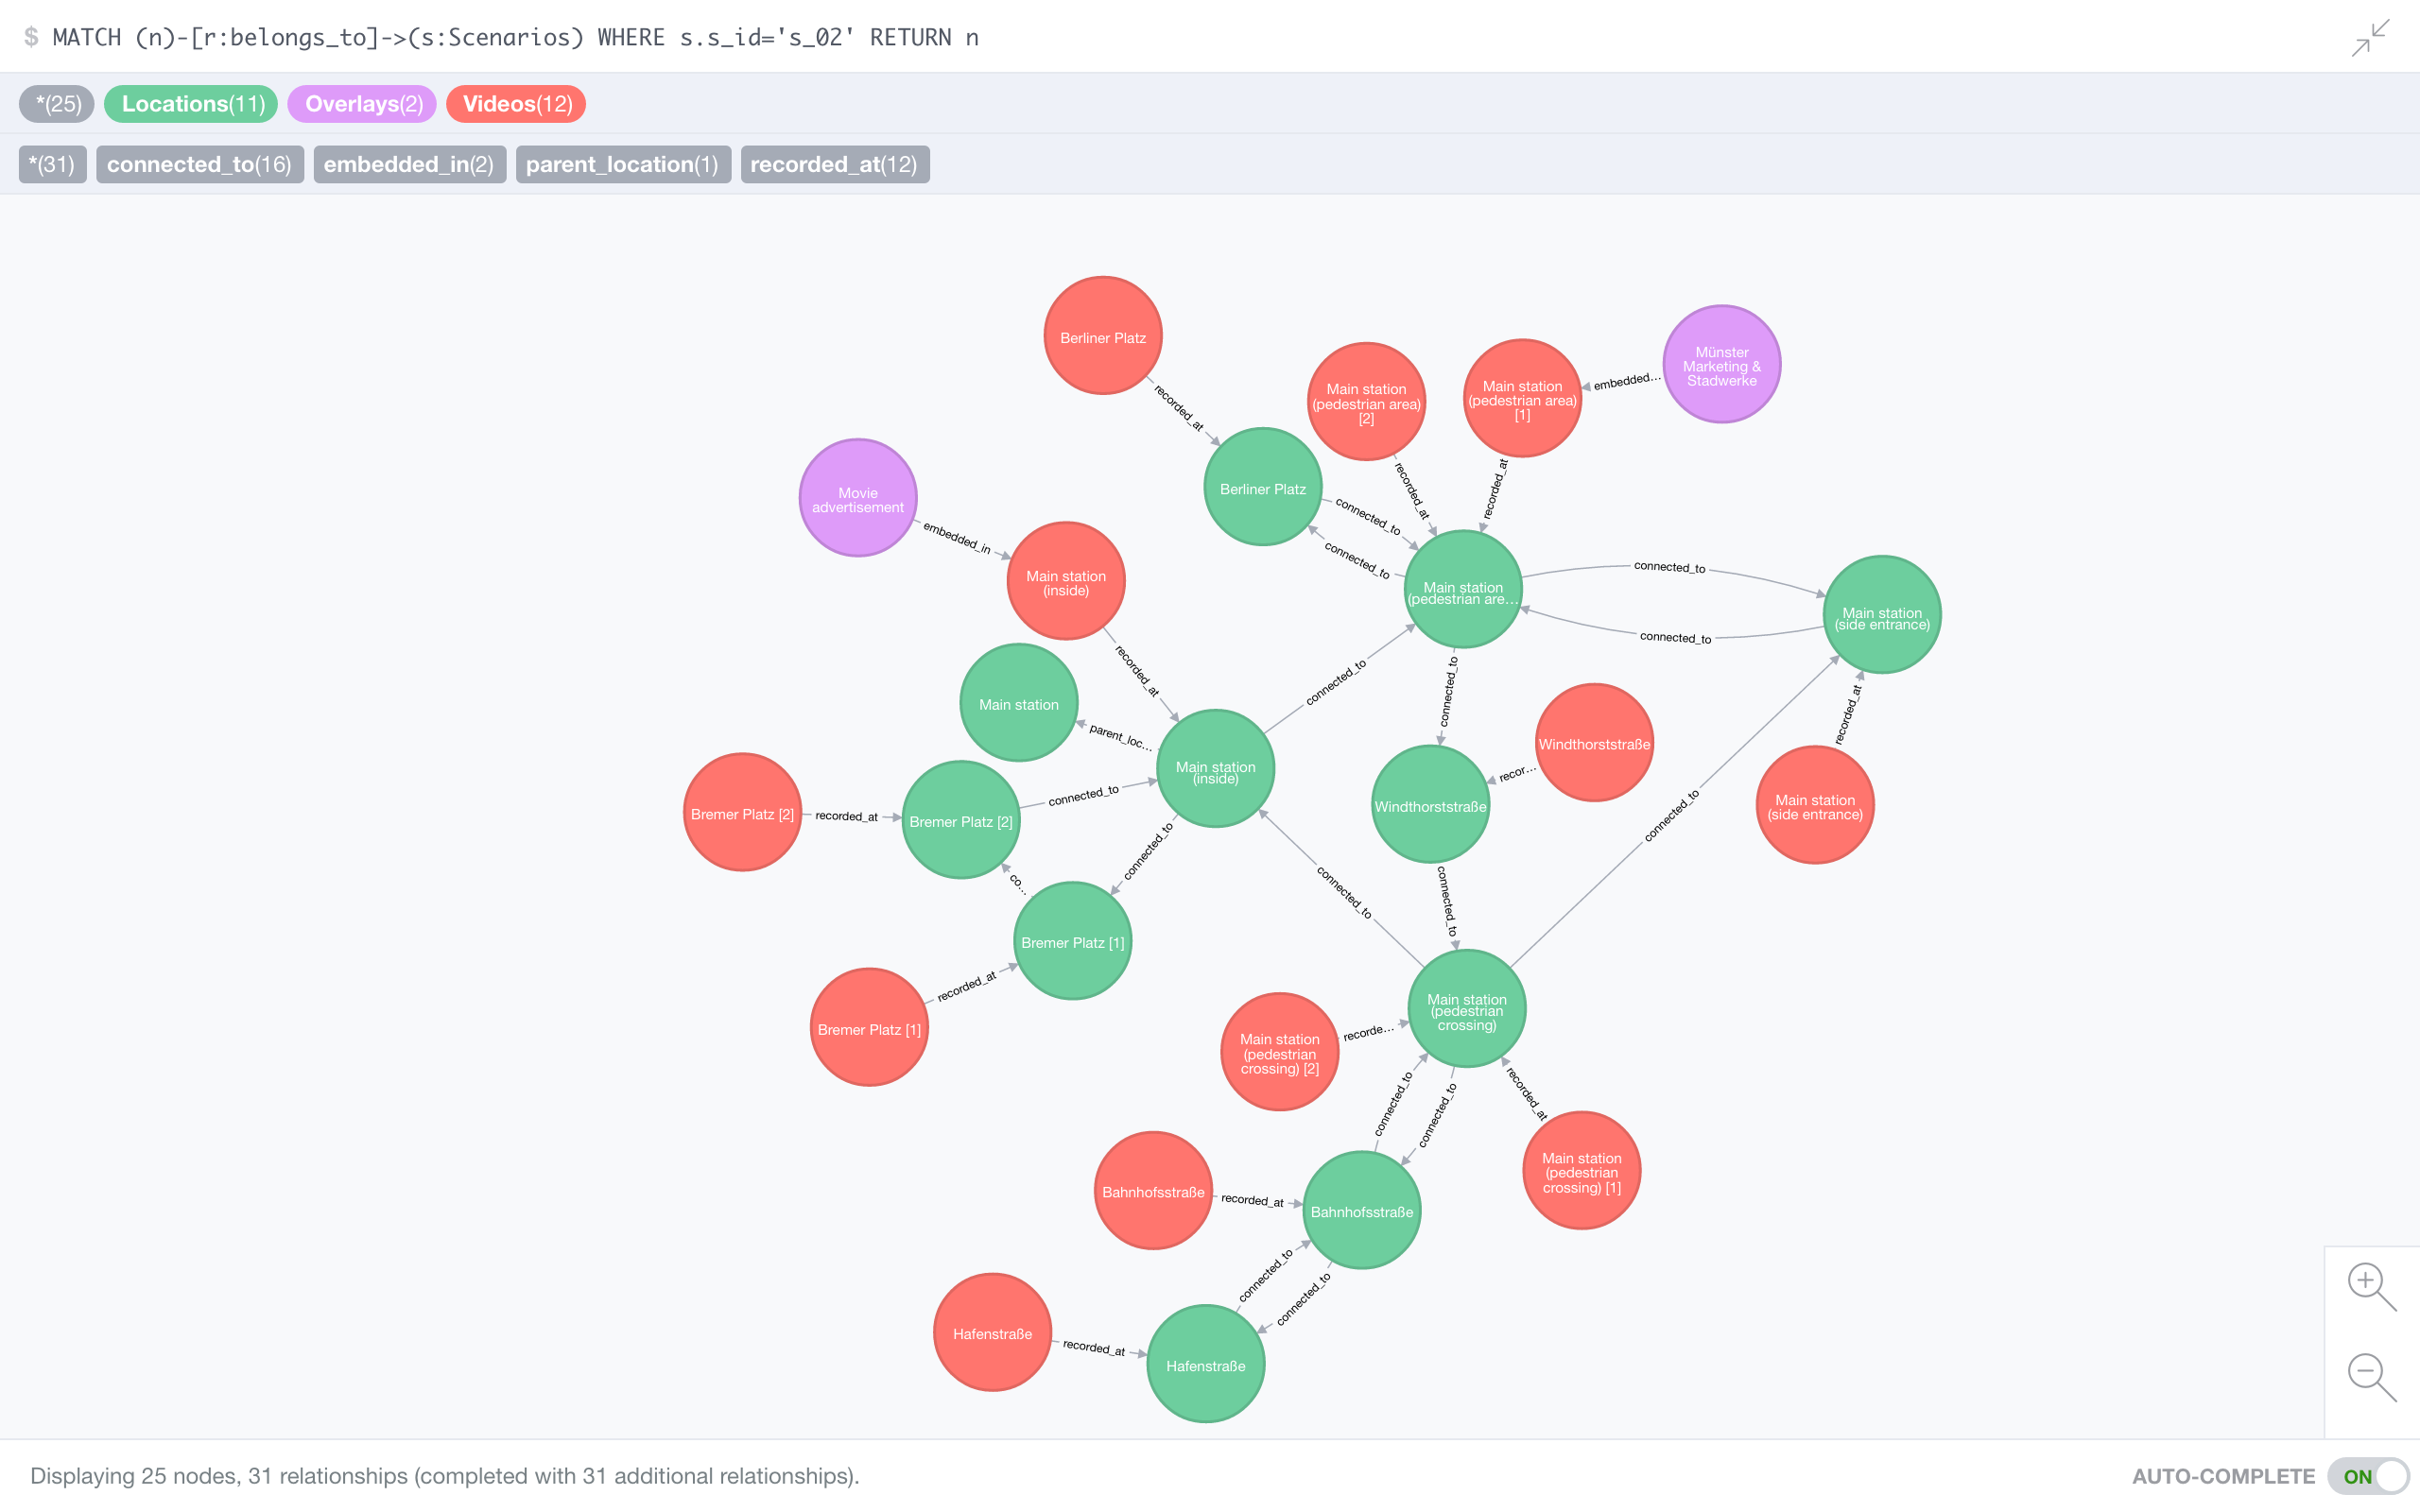 $ MATCH (n)-[r:belongs_to]->(s:Scenarios) WHERE s.s_id='s_02' RETURN n
*(25) Locations(11) Overlays(2) Videos(12)
*(31) connected_to(16) embedded_in(2) parent_location(1) recorded_at(12)
Berliner Platz
recorded_at
Main station
(pedestrian area)
[2]
Main station
(pedestrian area)
[1]
embedded...
Münster
Marketing &
Stadwerke
recorded_at
recorded_at
Movie
advertisement
embedded_in
Berliner Platz
connected_to
connected_to
Main station
(inside)
Main station
(pedestrian are...
connected_to
connected_to
Main station
(side entrance)
recorded_at
connected_to
connected_to
recorded_at
Main station
parent_loc...
Main station
(inside)
Windthorststraße
recor...
Windthorststraße
Main station
(side entrance)
connected_to
Bremer Platz [2]
recorded_at
Bremer Platz [2]
connected_to
connected_to
co...
connected_to
connected_to
Bremer Platz [1]
recorded_at
Bremer Platz [1]
Main station
(pedestrian
crossing)
Main station
(pedestrian
crossing) [2]
recorde...
connected_to
connected_to
recorded_at
Main station
(pedestrian
crossing) [1]
Bahnhofsstraße
recorded_at
Bahnhofsstraße
connected_to
connected_to
Hafenstraße
recorded_at
Hafenstraße
Displaying 25 nodes, 31 relationships (completed with 31 additional relationships).
AUTO-COMPLETE ON